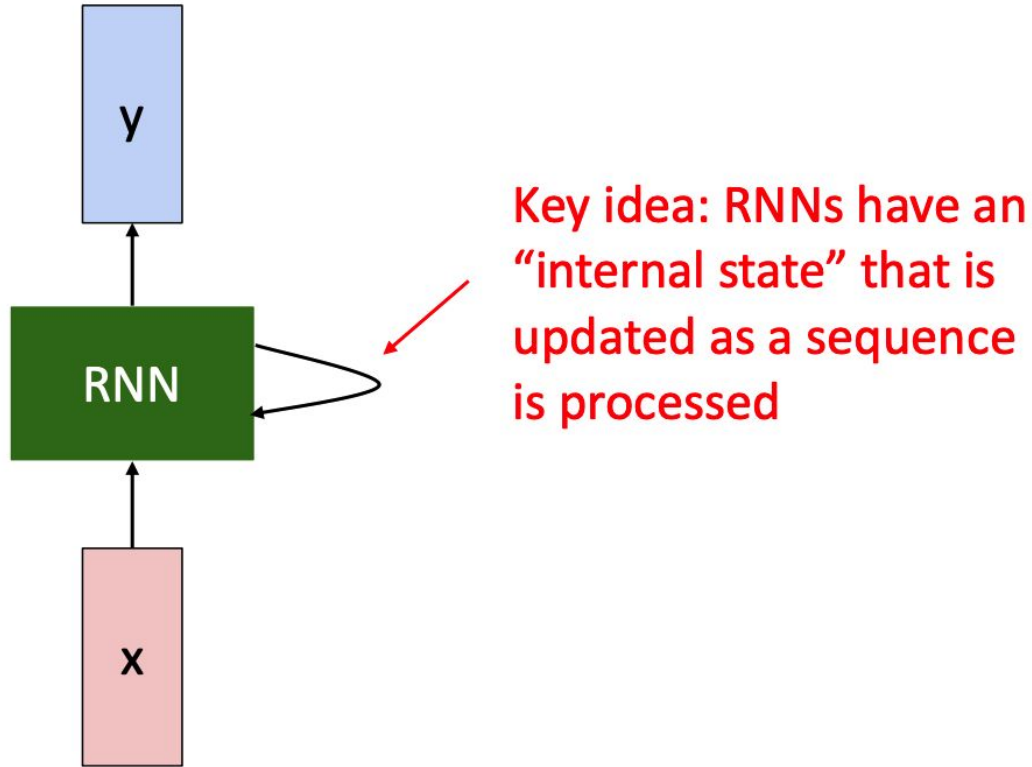 y
Key idea: RNNs have an
“internal state” that is
updated as a sequence
is processed
RNN
x